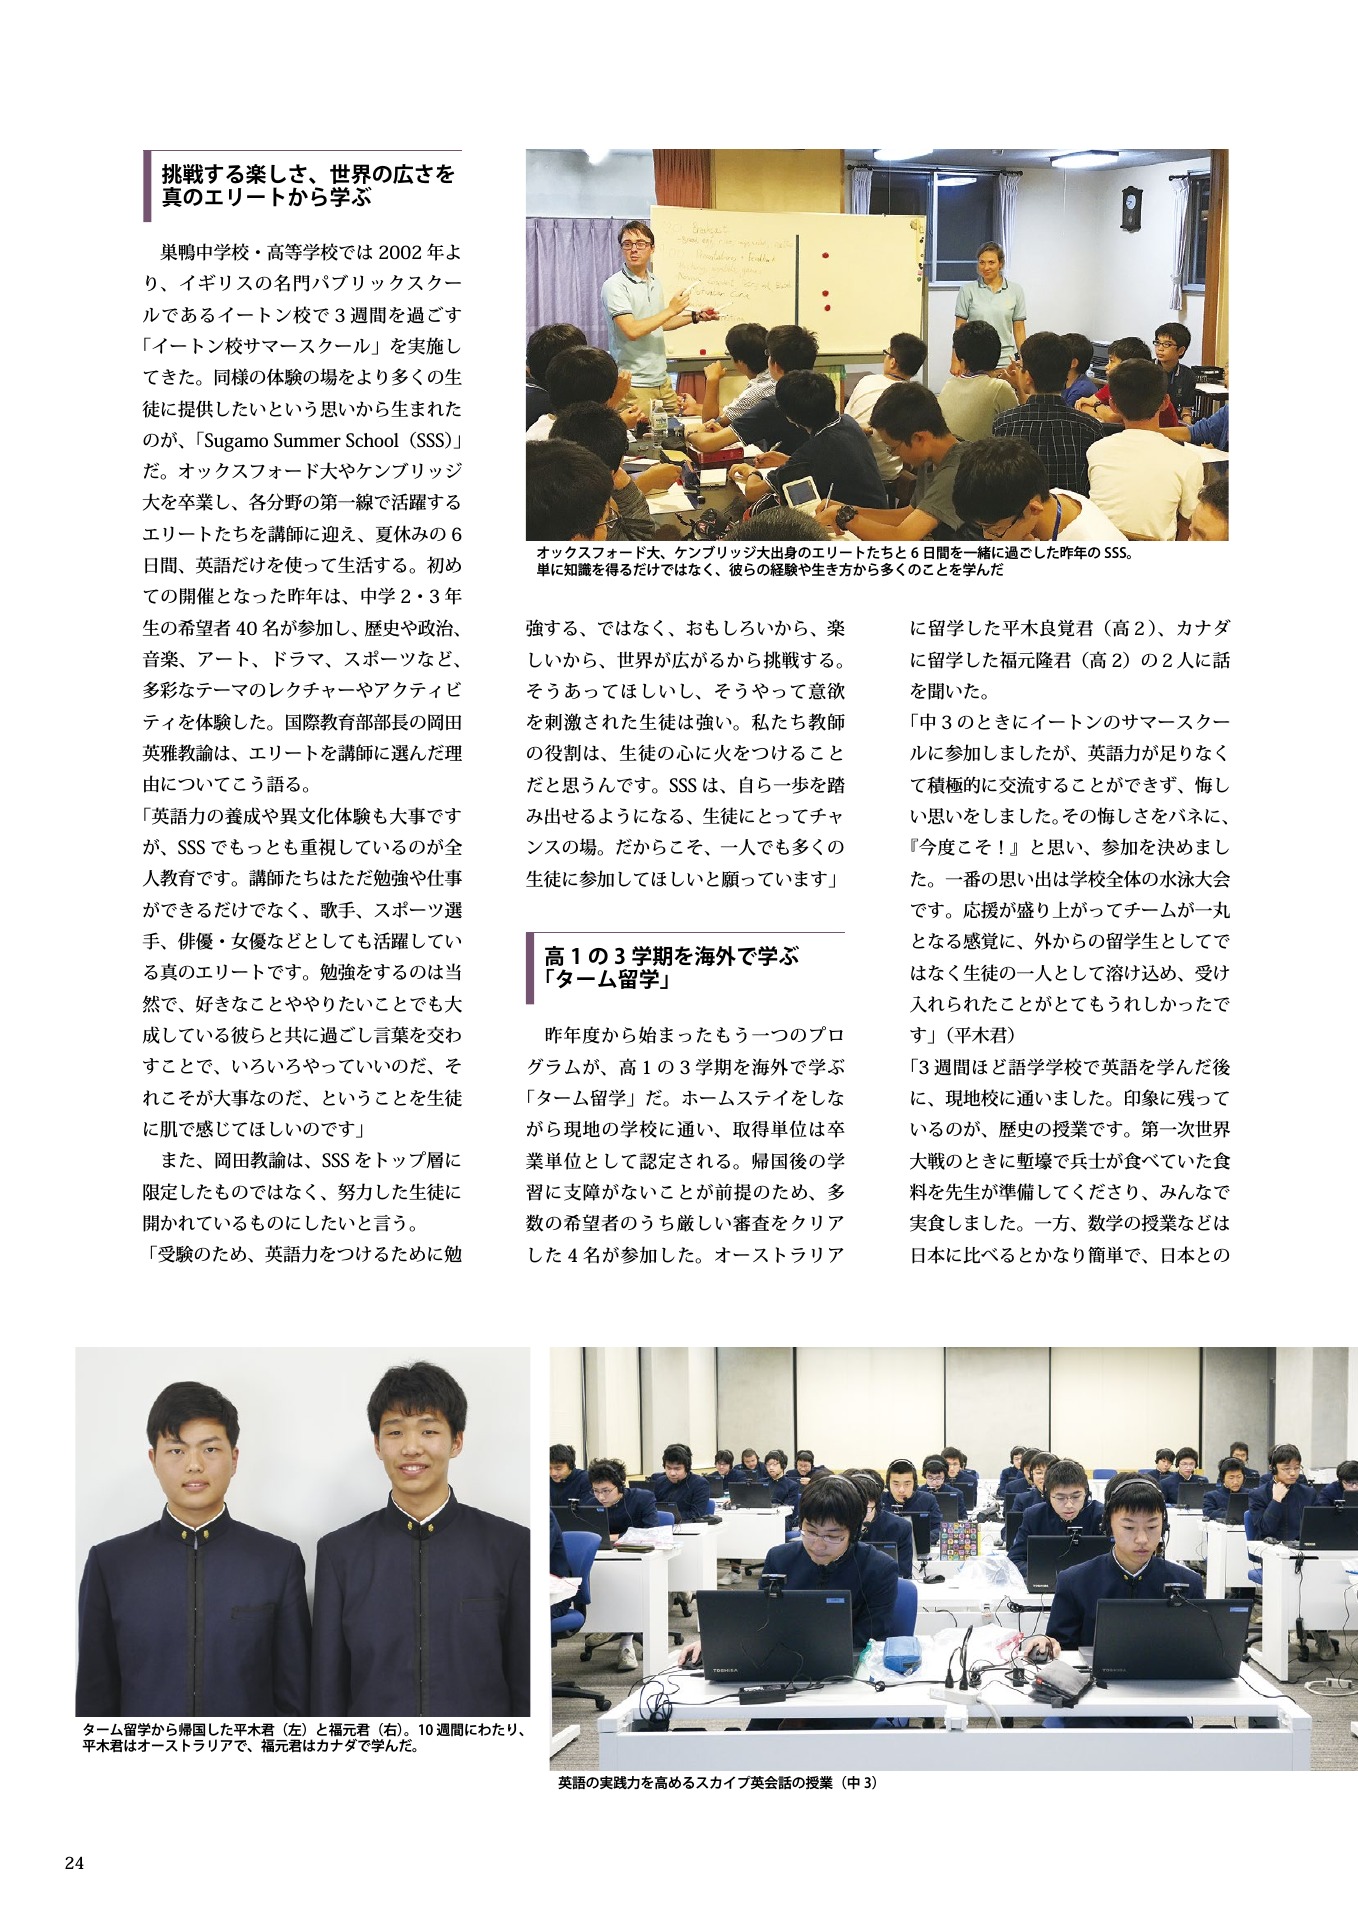 挑戦する楽しさ、世界の広さを
真のエリートから学ぶ
巣鴨中学校・高等学校では 2002 年よ
り、イギリスの名門パブリックスクー
ルであるイートン校で 3 週間を過ごす
「イートン校サマースクール」を実施し
てきた。同様の体験の場をより多くの生
徒に提供したいという思いから生まれた
のが、「Sugamo Summer School（SSS）」
だ。オックスフォード大やケンブリッジ
大を卒業し、各分野の第一線で活躍する
エリートたちを講師に迎え、夏休みの 6
日間、英語だけを使って生活する。初め
ての開催となった昨年は、中学 2・3 年
生の希望者 40 名が参加し、歴史や政治、
音楽、アート、ドラマ、スポーツなど、
多彩なテーマのレクチャーやアクティビ
ティを体験した。国際教育部部長の岡田
英雅教諭は、エリートを講師に選んだ理
由についてこう語る。
「英語力の養成や異文化体験も大事です
が、SSS でもっとも重視しているのが全
人教育です。講師たちはただ勉強や仕事
ができるだけでなく、歌手、スポーツ選
手、俳優・女優などとしても活躍してい
る真のエリートです。勉強をするのは当
然で、好きなことややりたいことでも大
成している彼らと共に過ごし言葉を交わ
すことで、いろいろやっていいのだ、そ
れこそが大事なのだ、ということを生徒
に肌で感じてほしいのです」
また、岡田教諭は、SSS をトップ層に
限定したものではなく、努力した生徒に
開かれているものにしたいと言う。
「受験のため、英語力をつけるために勉
オックスフォード大、ケンブリッジ大出身のエリートたちと 6 日間を一緒に過ごした昨年の SSS。
単に知識を得るだけではなく、彼らの経験や生き方から多くのことを学んだ
強する、ではなく、おもしろいから、楽
しいから、世界が広がるから挑戦する。
そうあってほしいし、そうやって意欲
を刺激された生徒は強い。私たち教師
の役割は、生徒の心に火をつけること
だと思うんです。SSS は、自ら一歩を踏
み出せるようになる、生徒にとってチャ
ンスの場。だからこそ、一人でも多くの
生徒に参加してほしいと願っています」
高 1 の 3 学期を海外で学ぶ
「ターム留学」
昨年度から始まったもう一つのプロ
グラムが、高 1 の 3 学期を海外で学ぶ
「ターム留学」だ。ホームステイをしな
がら現地の学校に通い、取得単位は卒
業単位として認定される。帰国後の学
習に支障がないことが前提のため、多
数の希望者のうち厳しい審査をクリア
した 4 名が参加した。オーストラリア
に留学した平木良覚君（高 2）、カナダ
に留学した福元隆君（高 2）の 2 人に話
を聞いた。
「中 3 のときにイートンのサマースクー
ルに参加しましたが、英語力が足りなく
て積極的に交流することができず、悔し
い思いをしました。その悔しさをバネに、
『今度こそ！』と思い、参加を決めまし
た。一番の思い出は学校全体の水泳大会
です。応援が盛り上がってチームが一丸
となる感覚に、外からの留学生としてで
はなく生徒の一人として溶け込め、受け
入れられたことがとてもうれしかったで
す」（平木君）
「3 週間ほど語学学校で英語を学んだ後
に、現地校に通いました。印象に残って
いるのが、歴史の授業です。第一次世界
大戦のときに塹壕で兵士が食べていた食
料を先生が準備してくださり、みんなで
実食しました。一方、数学の授業などは
日本に比べるとかなり簡単で、日本との
TOSHIBA
TOSHIBA
TOSHIBA
ターム留学から帰国した平木君（左）と福元君（右）。10 週間にわたり、
平木君はオーストラリアで、福元君はカナダで学んだ。
英語の実践力を高めるスカイプ英会話の授業（中 3）
24